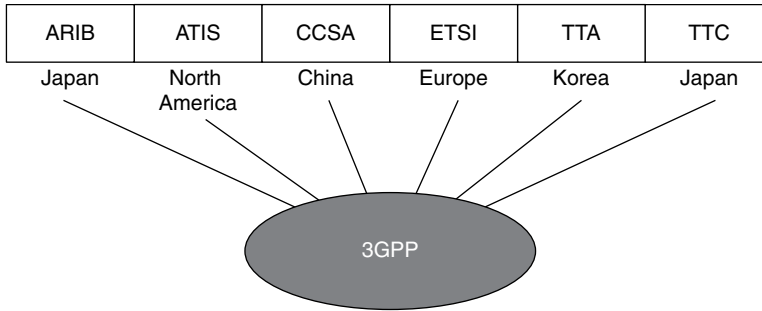 ARIB ATIS CCSA ETSI TTA TTC
Japan North America China Europe Korea Japan
3GPP